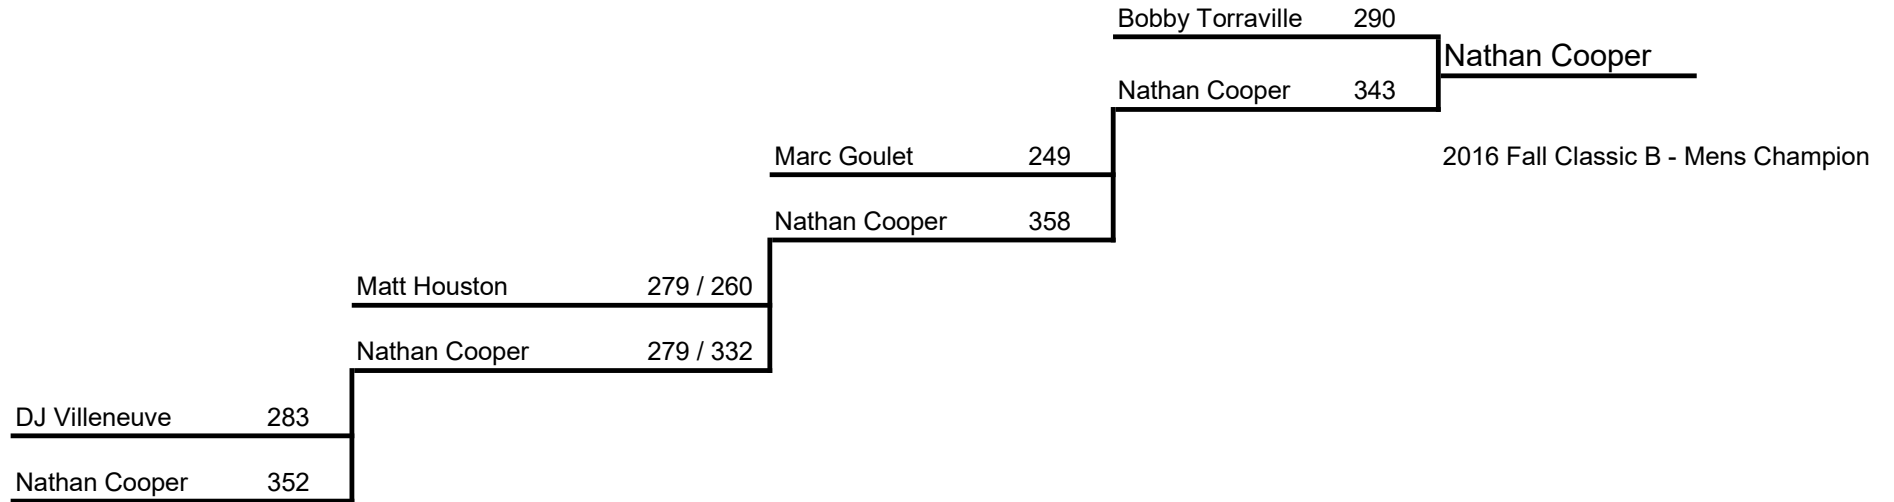 Bobby Torraville 290
Nathan Cooper
Nathan Cooper 343
Marc Goulet 249
2016 Fall Classic B - Mens Champion
Nathan Cooper 358
Matt Houston 279 / 260
Nathan Cooper 279 / 332
DJ Villeneuve 283
Nathan Cooper 352